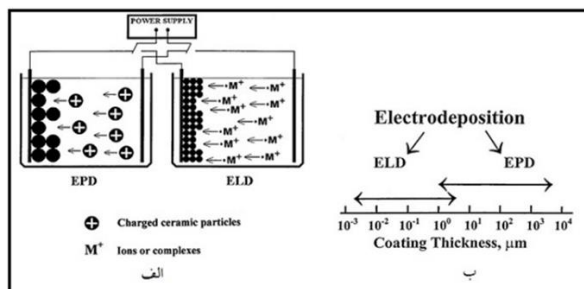 POWER SUPPLY
←M⁺ ←M⁺
←M⁺ ←M⁺
←M⁺ ←M⁺
←M⁺ ←M⁺
←M⁺ ←M⁺
←M⁺ ←M⁺
EPD ELD
Charged ceramic particles
M⁺ Ions or complexes
الف
Electrodeposition
ELD EPD
10⁻³ 10⁻² 10⁻¹ 10⁰ 10¹ 10² 10³ 10⁴
Coating Thickness, μm
ب